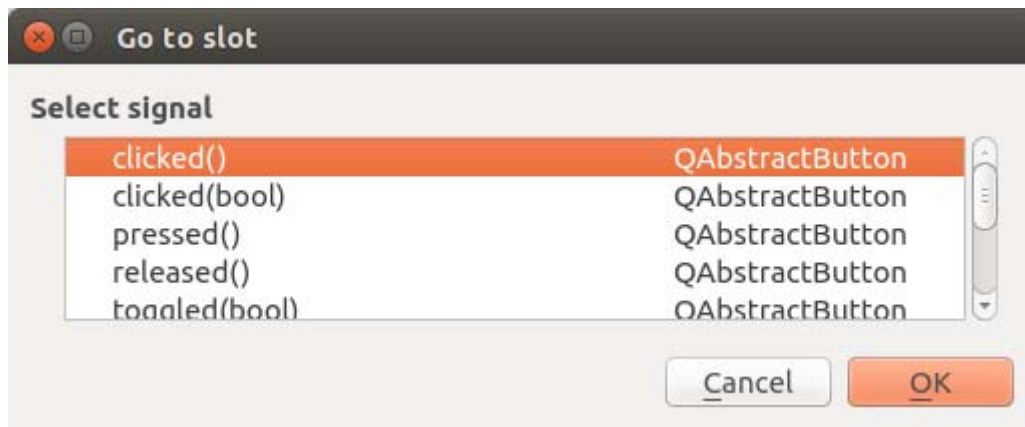 Go to slot
Select signal
clicked() QAbstractButton
clicked(bool) QAbstractButton
pressed() QAbstractButton
released() QAbstractButton
toggled(bool) QAbstractButton
Cancel OK